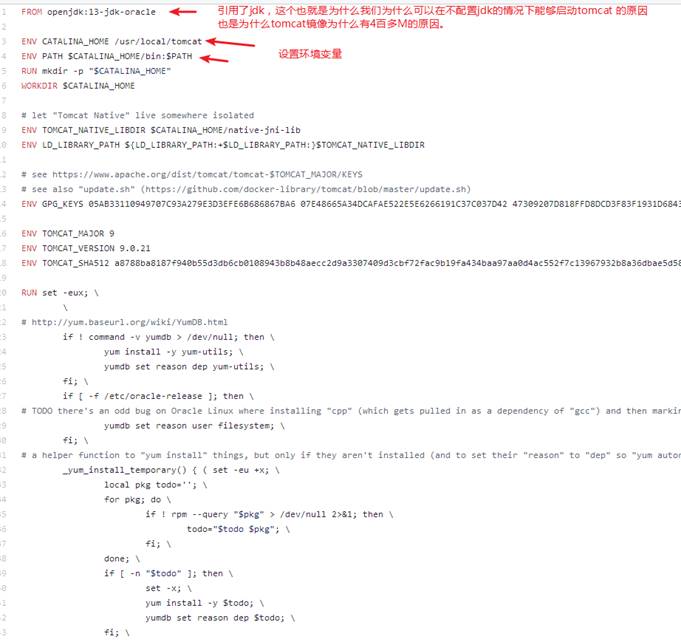 FROM openjdk:13-jdk-oracle
引用了jdk，这个也就是为什么我们为什么可以在不配置jdk的情况下能够启动tomcat 的原因
也是为什么tomcat镜像为什么有4百多M的原因。
ENV CATALINA_HOME /usr/local/tomcat
ENV PATH $CATALINA_HOME/bin:$PATH
设置环境变量
RUN mkdir -p "$CATALINA_HOME"
WORKDIR $CATALINA_HOME
# let "Tomcat Native" live somewhere isolated
ENV TOMCAT_NATIVE_LIBDIR $CATALINA_HOME/native-jni-lib
ENV LD_LIBRARY_PATH ${LD_LIBRARY_PATH:+$LD_LIBRARY_PATH:}$TOMCAT_NATIVE_LIBDIR
# see https://www.apache.org/dist/tomcat/tomcat-$TOMCAT_MAJOR/KEYS
# see also "update.sh" (https://github.com/docker-library/tomcat/blob/master/update.sh)
ENV GPG_KEYS 05AB33110949707C93A279E3D3EFE6B686867BA6 07E48665A34DCAFAE522E5E6266191C37C037D42 47309207D818FFD8DCD3F83F1931D6843
ENV TOMCAT_MAJOR 9
ENV TOMCAT_VERSION 9.0.21
ENV TOMCAT_SHA512 a8788ba8187f940b55d3db6cb0108943b8b48aecc2d9a3307409d3cbf72fac9b19fa434baa97aa0d4ac552f7c13967932b8a36dbae5d58
RUN set -eux; \
\
# http://yum.baseurl.org/wiki/YumDB.html
if ! command -v yumdb > /dev/null; then \
yum install -y yum-utils; \
yumdb set reason dep yum-utils; \
fi; \
if [ -f /etc/oracle-release ]; then \
# TODO there's an odd bug on Oracle Linux where installing "cpp" (which gets pulled in as a dependency of "gcc") and then markin
yumdb set reason user filesystem; \
fi; \
# a helper function to "yum install" things, but only if they aren't installed (and to set their "reason" to "dep" so "yum auton
_yum_install_temporary() { ( set -eu +x; \
local pkg todo=''; \
for pkg; do \
if ! rpm --query "$pkg" > /dev/null 2>&1; then \
todo="$todo $pkg"; \
fi; \
done; \
if [ -n "$todo" ]; then \
set -x; \
yum install -y $todo; \
yumdb set reason dep $todo; \
fi; \